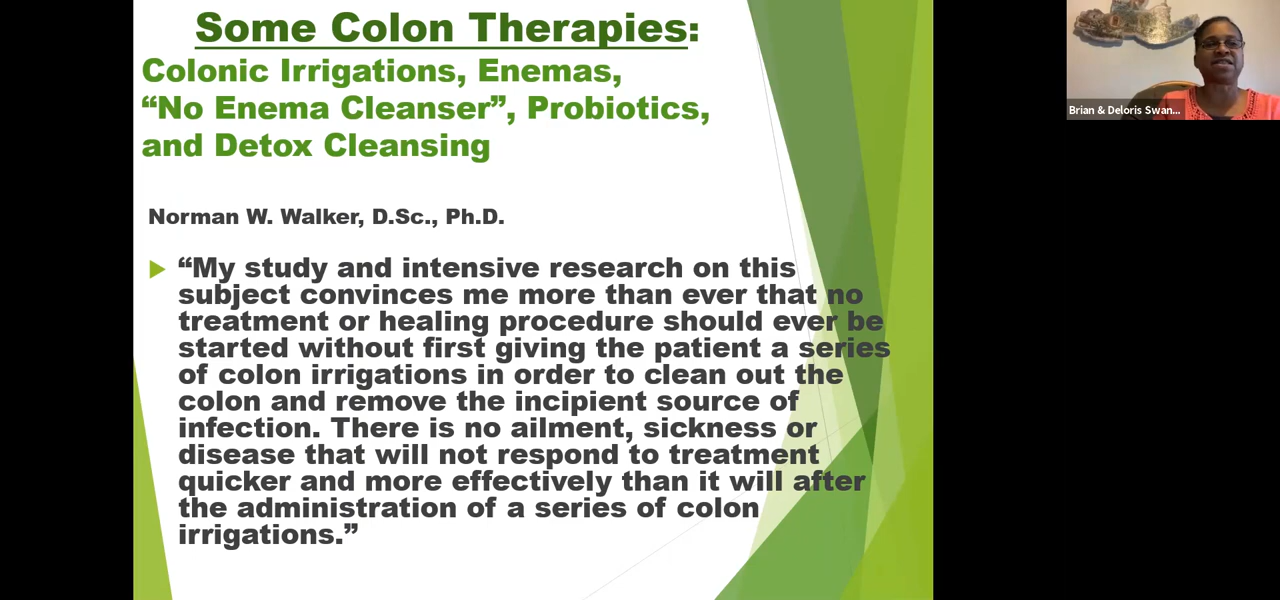 Some Colon Therapies:
Colonic Irrigations, Enemas,
“No Enema Cleanser”, Probiotics,
and Detox Cleansing
Norman W. Walker, D.Sc., Ph.D.
“My study and intensive research on this
subject convinces me more than ever that no
treatment or healing procedure should ever be
started without first giving the patient a series
of colon irrigations in order to clean out the
colon and remove the incipient source of
infection. There is no ailment, sickness or
disease that will not respond to treatment
quicker and more effectively than it will after
the administration of a series of colon
irrigations.”
Brian & Deloris Swan...